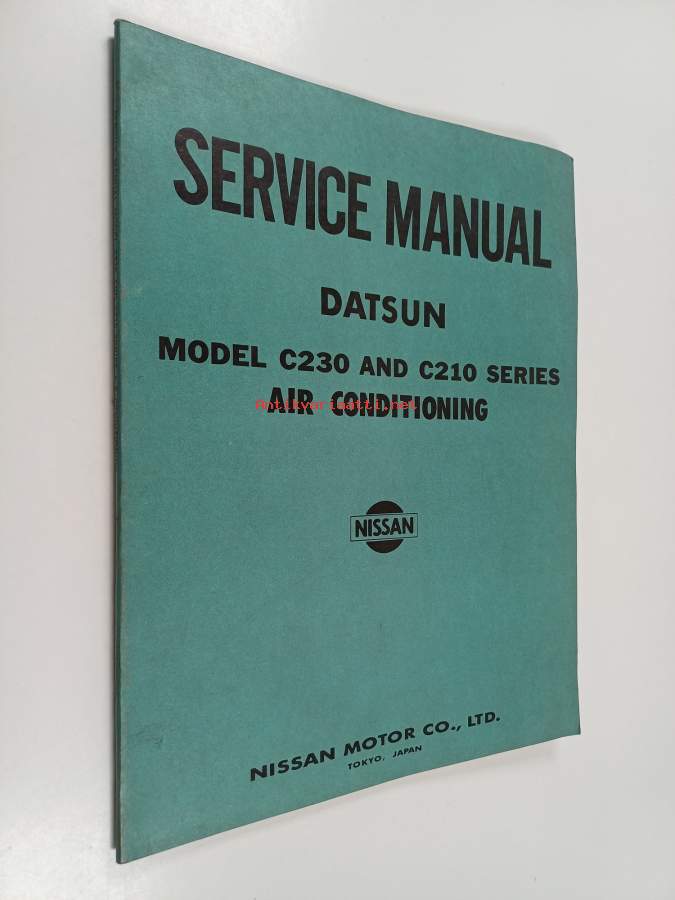 SERVICE MANUAL
DATSUN
MODEL C230 AND C210 SERIES
AIR CONDITIONING
Antikvariaatti.net
NISSAN
NISSAN MOTOR CO., LTD.
TOKYO, JAPAN